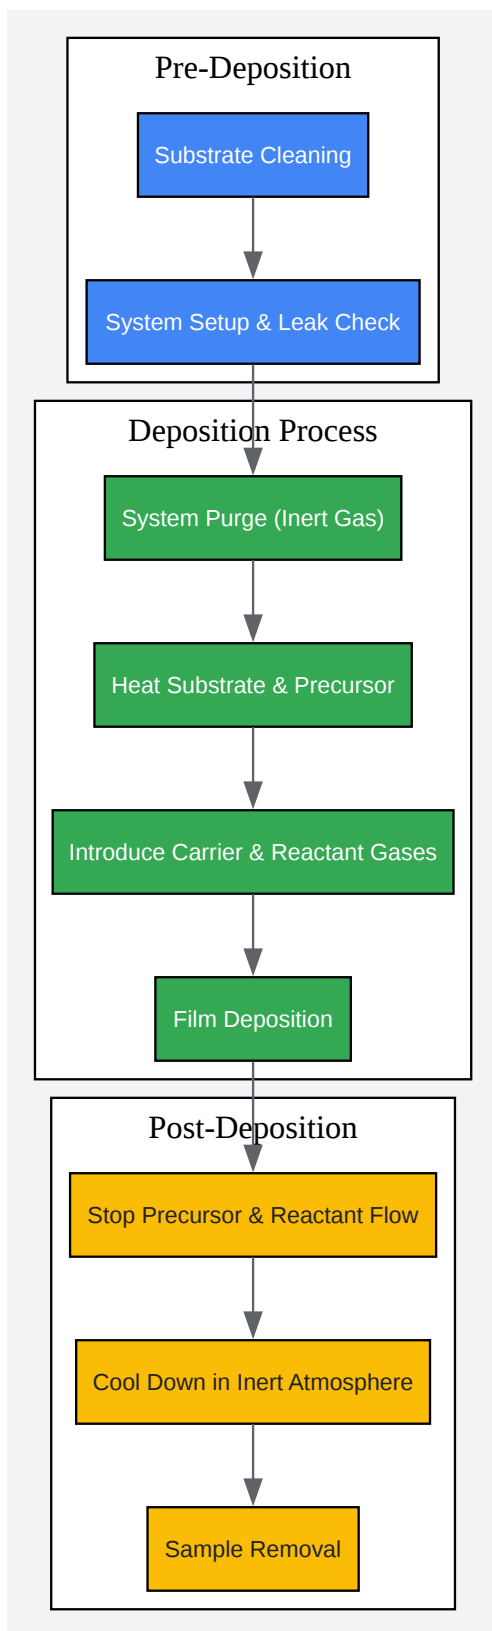 Pre-Deposition
Substrate Cleaning
System Setup & Leak Check
Deposition Process
System Purge (Inert Gas)
Heat Substrate & Precursor
Introduce Carrier & Reactant Gases
Film Deposition
Post-Deposition
Stop Precursor & Reactant Flow
Cool Down in Inert Atmosphere
Sample Removal